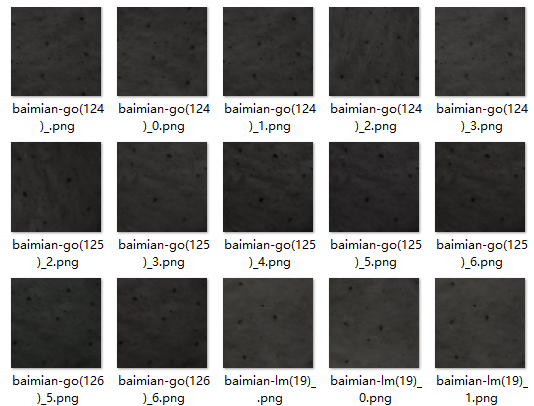 baimian-go(124
)_.png
baimian-go(124
)_0.png
baimian-go(124
)_1.png
baimian-go(124
)_2.png
baimian-go(124
)_3.png
baimian-go(125
)_2.png
baimian-go(125
)_3.png
baimian-go(125
)_4.png
baimian-go(125
)_5.png
baimian-go(125
)_6.png
baimian-go(126
)_5.png
baimian-go(126
)_6.png
baimian-lm(19)_
.png
baimian-lm(19)_
0.png
baimian-lm(19)_
1.png